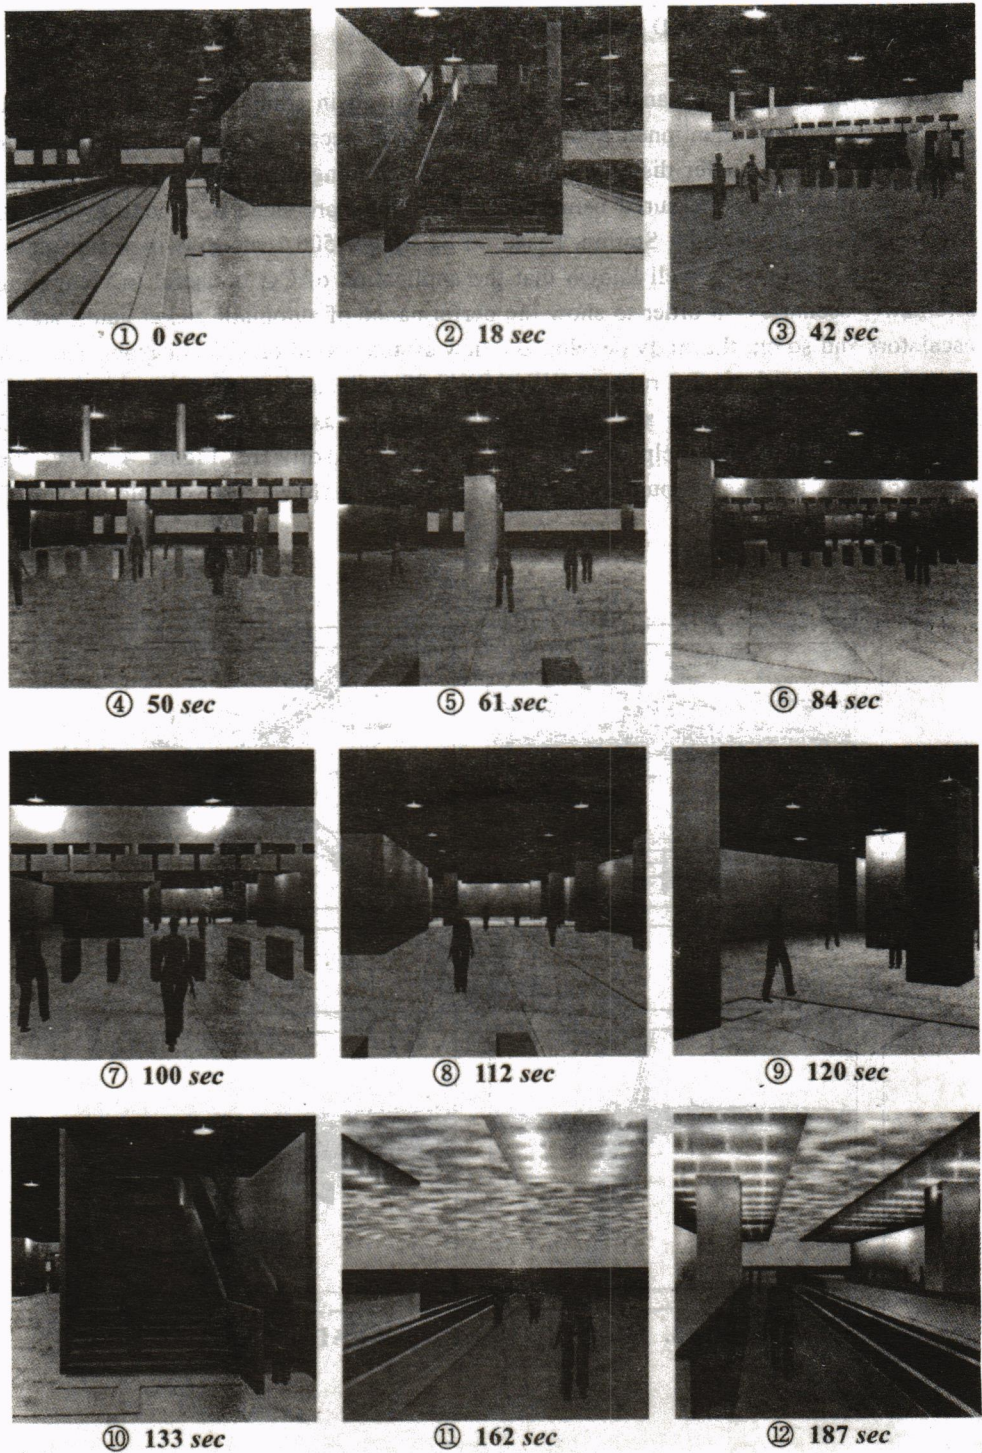 ① 0 sec
② 18 sec
③ 42 sec
④ 50 sec
⑤ 61 sec
⑥ 84 sec
⑦ 100 sec
⑧ 112 sec
⑨ 120 sec
⑩ 133 sec
⑪ 162 sec
⑫ 187 sec